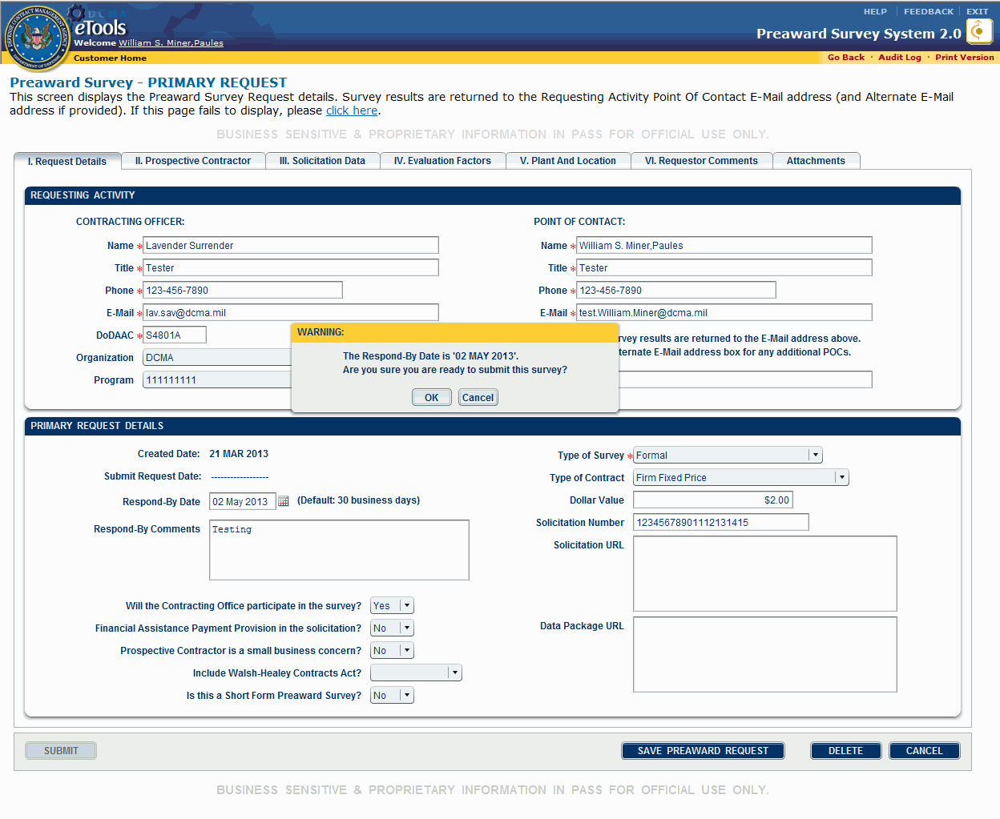 HELP FEEDBACK EXIT
DCMA
eTools
Welcome William S. Miner,Paules
Preaward Survey System 2.0
Customer Home
Go Back · Audit Log · Print Version
Preaward Survey - PRIMARY REQUEST
This screen displays the Preaward Survey Request details. Survey results are returned to the Requesting Activity Point Of Contact E-Mail address (and Alternate E-Mail
address if provided). If this page fails to display, please click here.
BUSINESS SENSITIVE & PROPRIETARY INFORMATION IN PASS FOR OFFICIAL USE ONLY.
I. Request Details II. Prospective Contractor III. Solicitation Data IV. Evaluation Factors V. Plant And Location VI. Requestor Comments Attachments
REQUESTING ACTIVITY
CONTRACTING OFFICER:
Name * Lavender Surrender
Title * Tester
Phone * 123-456-7890
E-Mail * lav.sav@dcma.mil
DoDAAC * S4801A
Organization DCMA
Program 111111111
POINT OF CONTACT:
Name * William S. Miner,Paules
Title * Tester
Phone * 123-456-7890
E-Mail * test.William.Miner@dcma.mil
rvey results are returned to the E-Mail address above.
ternate E-Mail address box for any additional POCs.
WARNING:
The Respond-By Date is '02 MAY 2013'.
Are you sure you are ready to submit this survey?
OK Cancel
PRIMARY REQUEST DETAILS
Created Date: 21 MAR 2013
Submit Request Date: ------------------
Respond-By Date 02 May 2013 (Default: 30 business days)
Respond-By Comments Testing
Will the Contracting Office participate in the survey? Yes
Financial Assistance Payment Provision in the solicitation? No
Prospective Contractor is a small business concern? No
Include Walsh-Healey Contracts Act?
Is this a Short Form Preaward Survey? No
Type of Survey * Formal
Type of Contract Firm Fixed Price
Dollar Value $2.00
Solicitation Number 12345678901112131415
Solicitation URL
Data Package URL
SUBMIT SAVE PREAWARD REQUEST DELETE CANCEL
BUSINESS SENSITIVE & PROPRIETARY INFORMATION IN PASS FOR OFFICIAL USE ONLY.